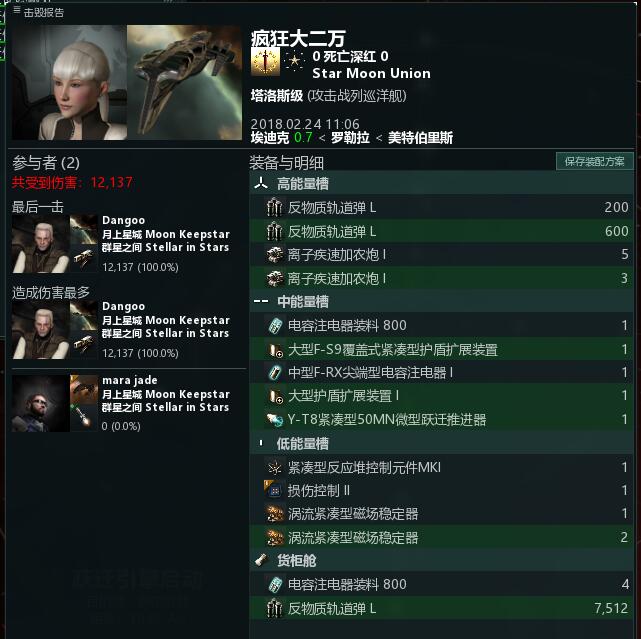 击毁报告
疯狂大二万
0 死亡深红 0
Star Moon Union
塔洛斯级 (攻击战列巡洋舰)
2018.02.24 11:06
埃迪克 0.7 < 罗勒拉 < 美特伯里斯
参与者 (2)
共受到伤害：12,137
最后一击
Dangoo
月上星城 Moon Keepstar
群星之间 Stellar in Stars
12,137 (100.0%)
造成伤害最多
Dangoo
月上星城 Moon Keepstar
群星之间 Stellar in Stars
12,137 (100.0%)
mara jade
月上星城 Moon Keepstar
群星之间 Stellar in Stars
0 (0.0%)
装备与明细
保存装配方案
高能量槽
反物质轨道弹 L 200
反物质轨道弹 L 600
离子疾速加农炮 I 5
离子疾速加农炮 I 3
中能量槽
电容注电器装料 800 1
大型F-S9覆盖式紧凑型护盾扩展装置 1
中型F-RX尖端型电容注电器 I 1
大型护盾扩展装置 I 1
Y-T8紧凑型50MN微型跃迁推进器 1
低能量槽
紧凑型反应堆控制元件MKI 1
损伤控制 II 1
涡流紧凑型磁场稳定器 1
涡流紧凑型磁场稳定器 2
货柜舱
电容注电器装料 800 4
反物质轨道弹 L 7,512